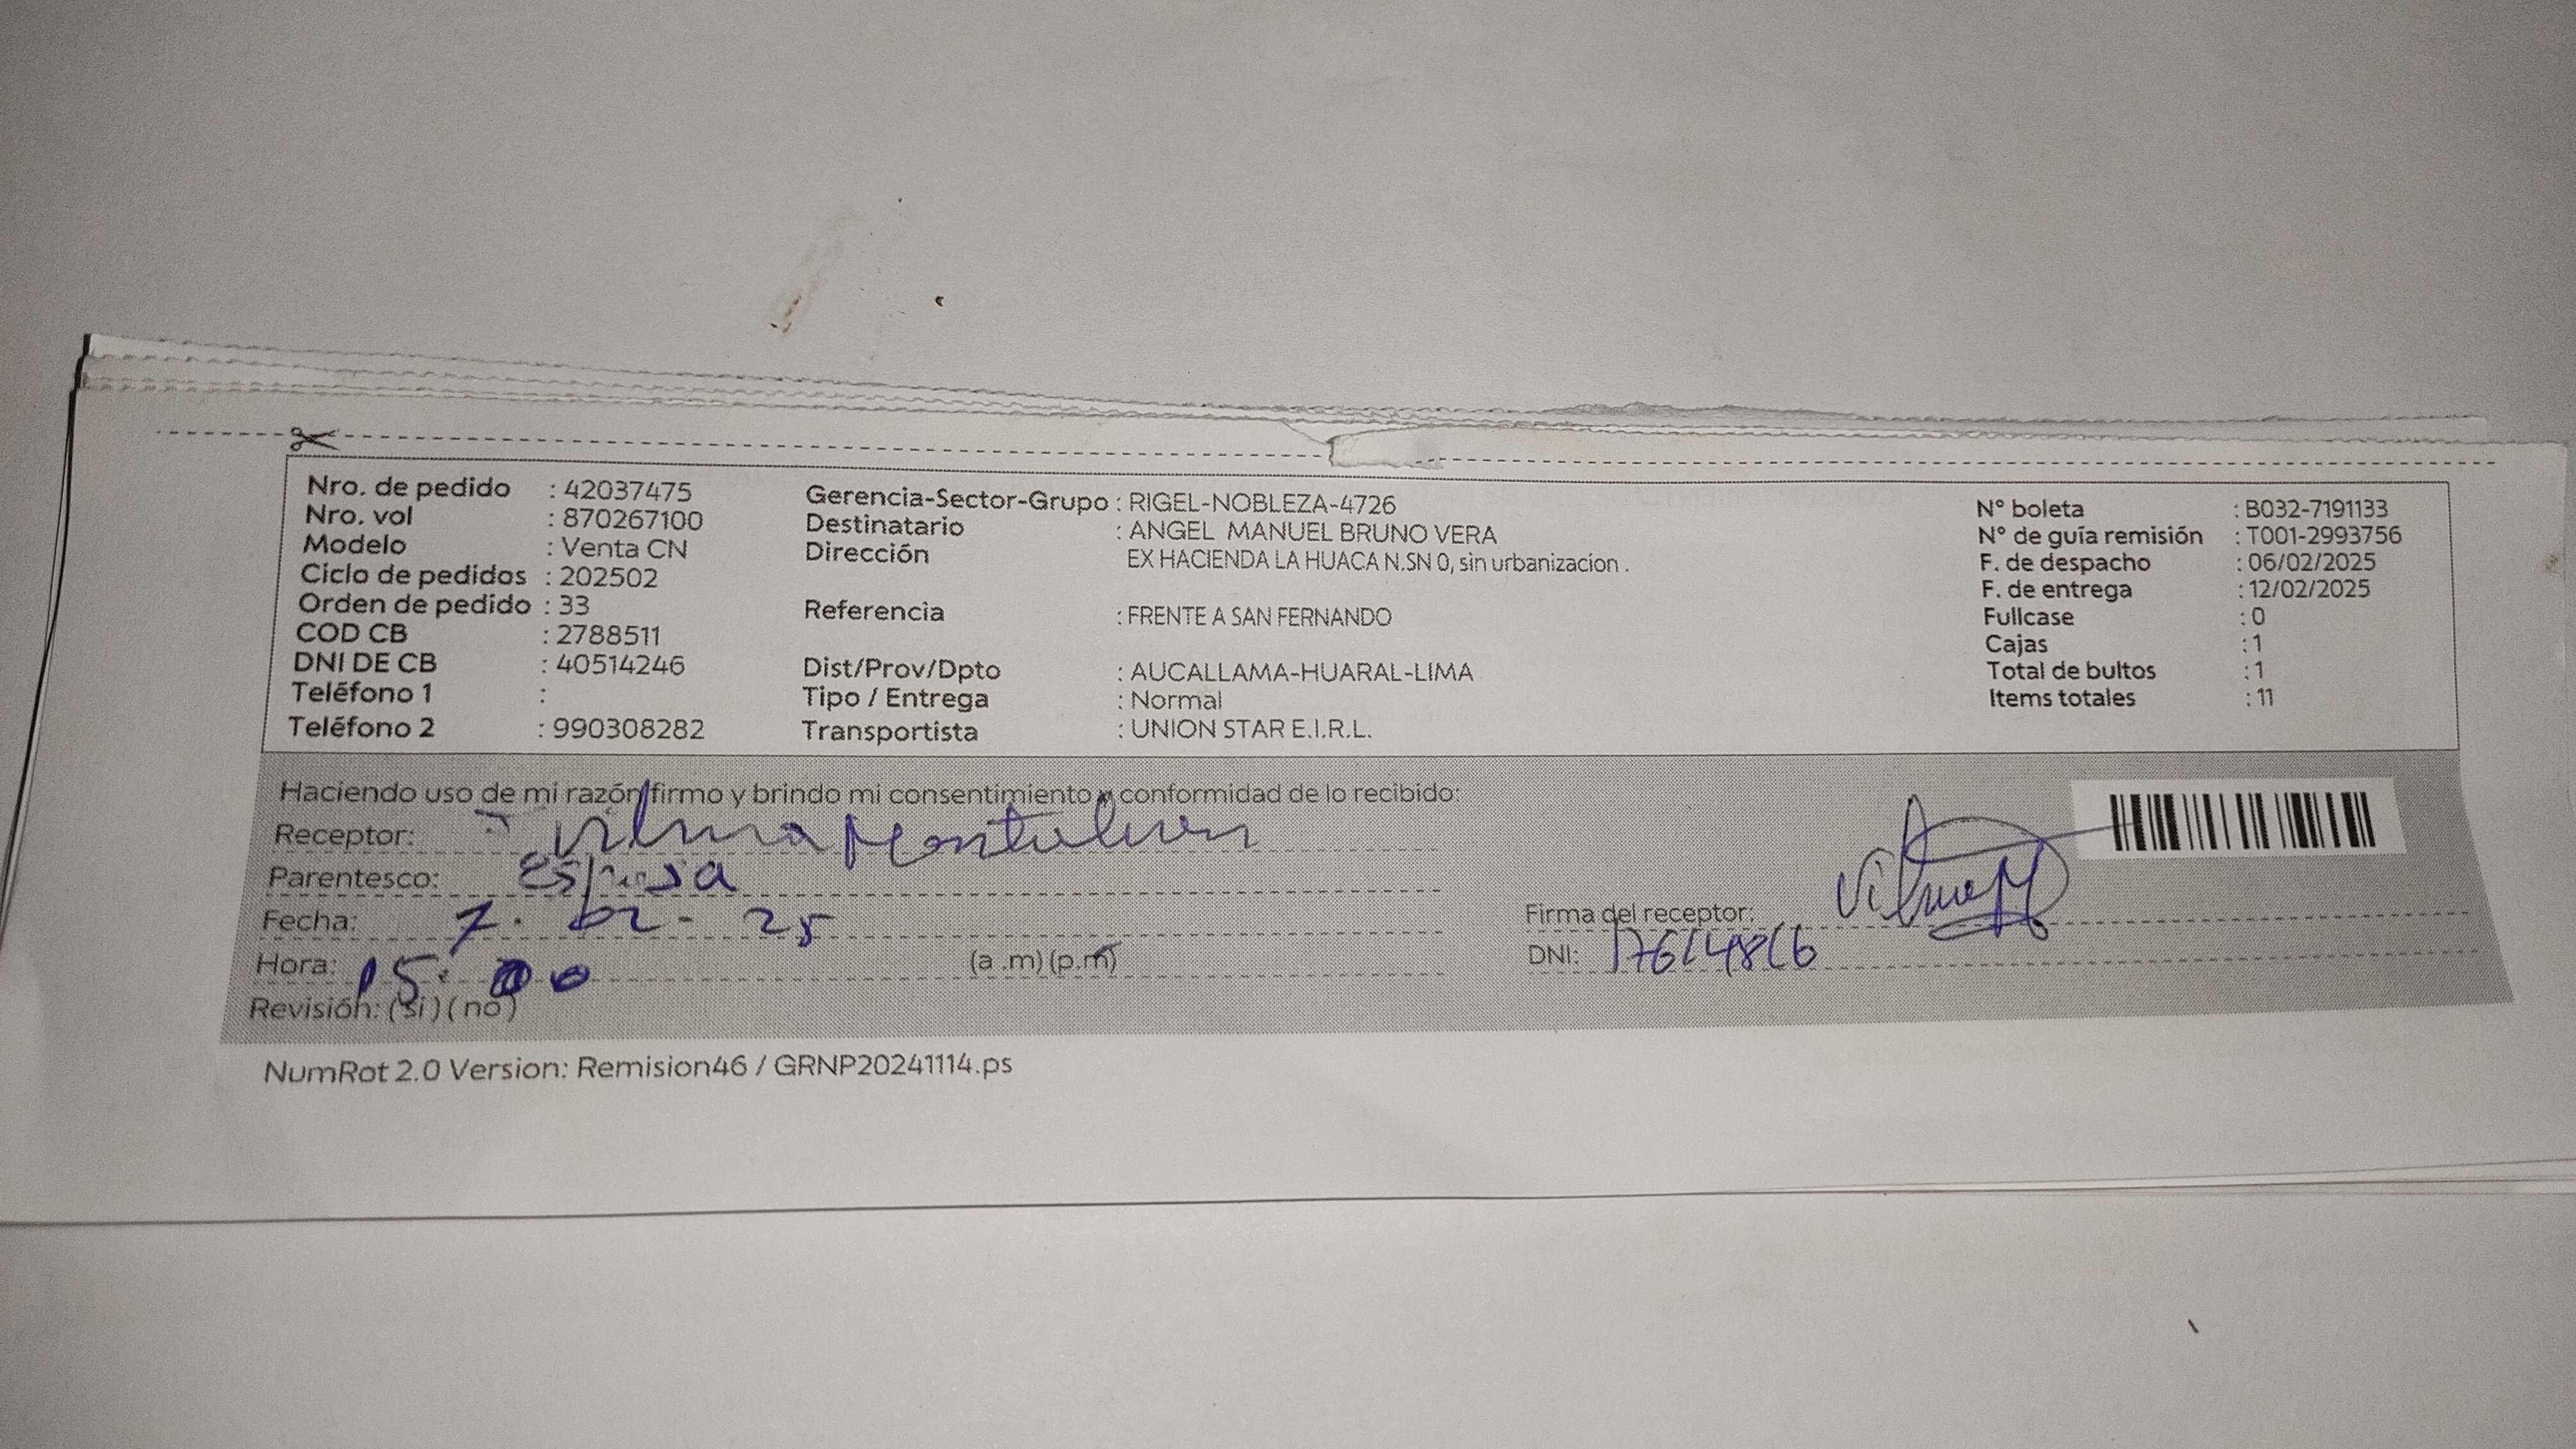 Nro. de pedido : 42037475
Nro. vol : 870267100
Modelo : Venta CN
Ciclo de pedidos : 202502
Orden de pedido : 33
COD CB : 2788511
DNI DE CB : 40514246
Teléfono 1 :
Teléfono 2 : 990308282
Gerencia-Sector-Grupo : RIGEL-NOBLEZA-4726
Destinatario : ANGEL MANUEL BRUNO VERA
Dirección EX HACIENDA LA HUACA N.SN 0, sin urbanizacion .
Referencia : FRENTE A SAN FERNANDO
Dist/Prov/Dpto : AUCALLAMA-HUARAL-LIMA
Tipo / Entrega : Normal
Transportista : UNION STAR E.I.R.L.
N° boleta : B032-7191133
N° de guía remisión : T001-2993756
F. de despacho : 06/02/2025
F. de entrega : 12/02/2025
Fullcase : 0
Cajas : 1
Total de bultos : 1
Items totales : 11
Haciendo uso de mi razón firmo y brindo mi consentimiento y conformidad de lo recibido:
Receptor: Vilma
Parentesco: Esposa
Fecha: 7. 02 - 25
Hora: 15: 00 (a .m) (p.m)
Revisión: (si) (no)
Firma del receptor: Vilma M
DNI:
NumRot 2.0 Version: Remision46 / GRNP20241114.ps